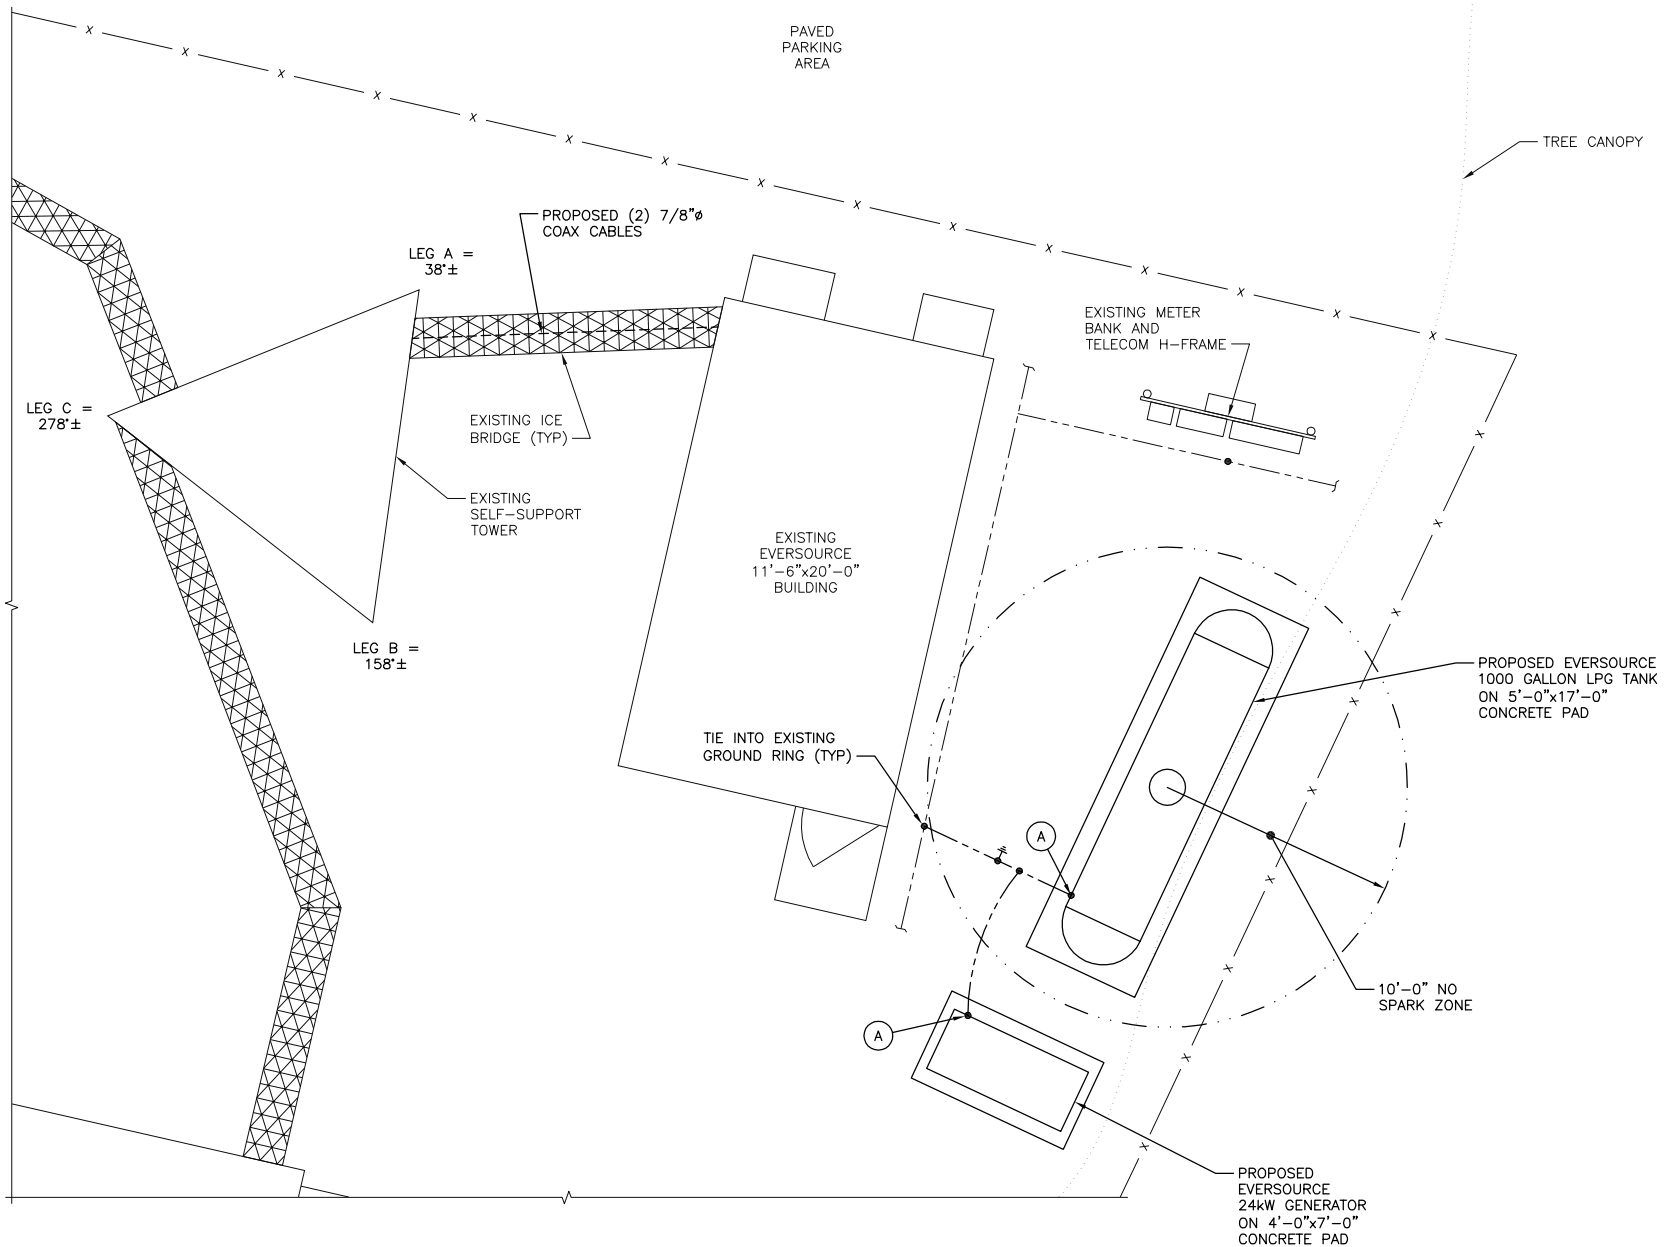 PAVED
PARKING
AREA
TREE CANOPY
PROPOSED (2) 7/8"ø
COAX CABLES
LEG A =
38°±
EXISTING METER
BANK AND
TELECOM H-FRAME
LEG C =
278°±
EXISTING ICE
BRIDGE (TYP)
EXISTING
SELF-SUPPORT
TOWER
EXISTING
EVERSOURCE
11'-6"x20'-0"
BUILDING
LEG B =
158°±
PROPOSED EVERSOURCE
1000 GALLON LPG TANK
ON 5'-0"x17'-0"
CONCRETE PAD
TIE INTO EXISTING
GROUND RING (TYP)
A
10'-0" NO
SPARK ZONE
A
PROPOSED
EVERSOURCE
24kW GENERATOR
ON 4'-0"x7'-0"
CONCRETE PAD